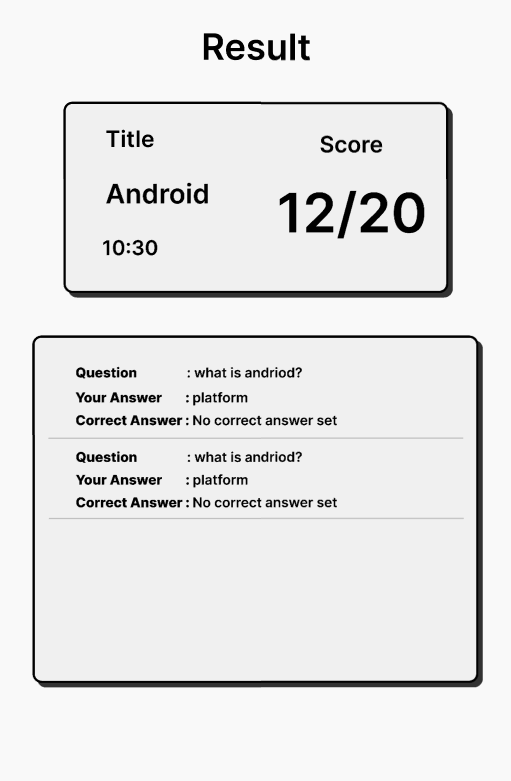 Result
Title
Score
Android
12/20
10:30
Question : what is andriod?
Your Answer : platform
Correct Answer : No correct answer set
Question : what is andriod?
Your Answer : platform
Correct Answer : No correct answer set